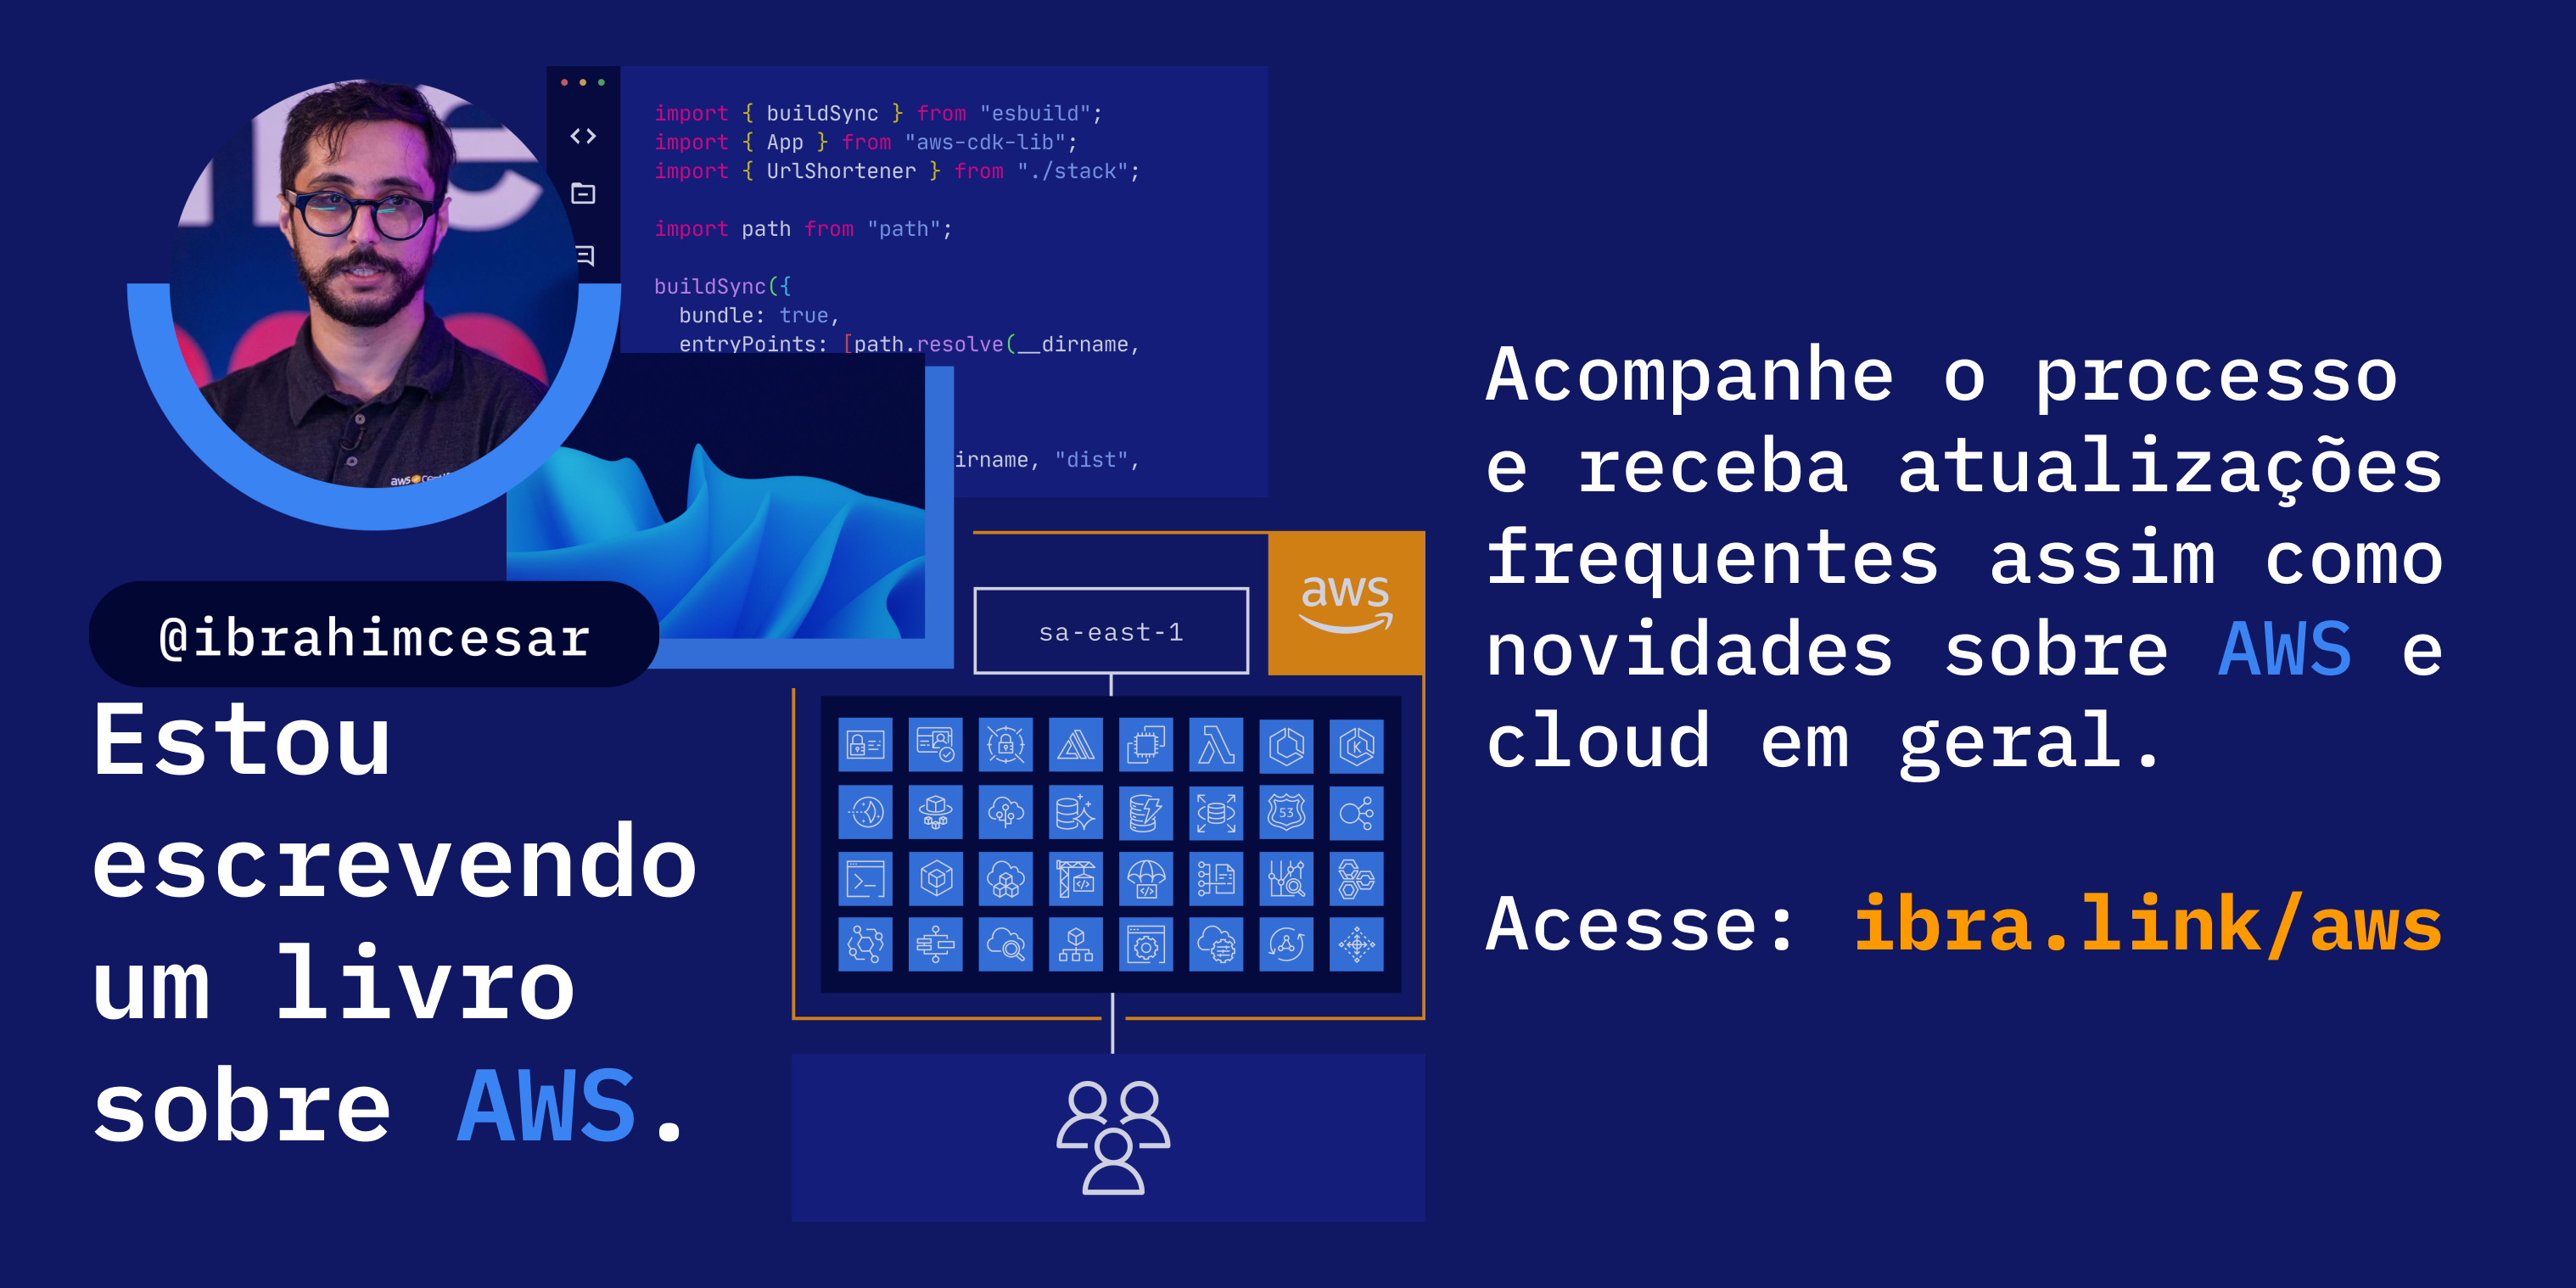 import { buildSync } from "esbuild";
import { App } from "aws-cdk-lib";
import { UrlShortener } from "./stack";
import path from "path";
buildSync({
bundle: true,
entryPoints: [path.resolve(__dirname,
irname, "dist",
aws
@ibrahimcesar
Estou
escrevendo
um livro
sobre AWS.
sa-east-1
aws
53
K
Acompanhe o processo
e receba atualizações
frequentes assim como
novidades sobre AWS e
cloud em geral.
Acesse: ibra.link/aws